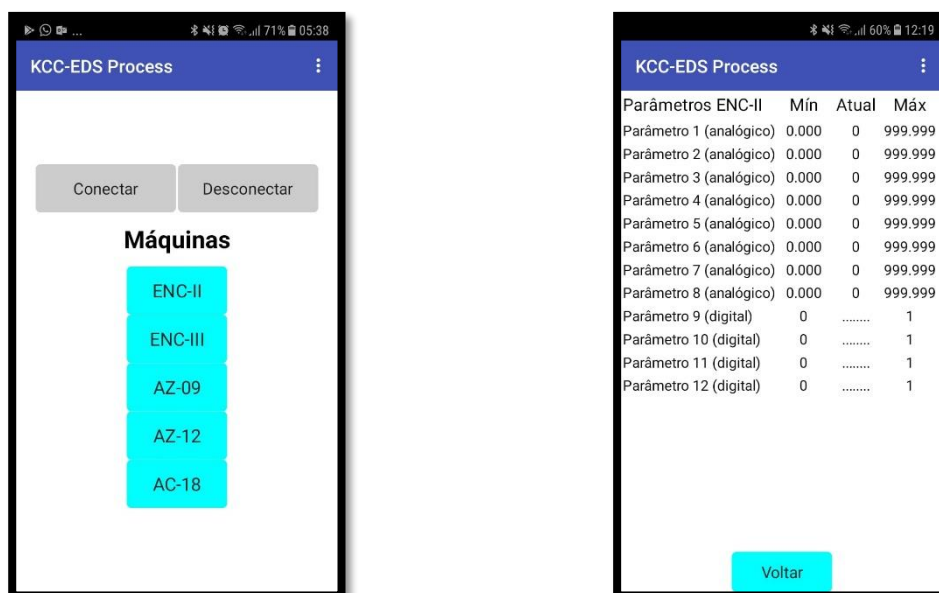 ... 71% 05:38
KCC-EDS Process
Conectar Desconectar
Máquinas
ENC-II
ENC-III
AZ-09
AZ-12
AC-18
60% 12:19
KCC-EDS Process
Parâmetros ENC-II Mín Atual Máx
Parâmetro 1 (analógico) 0.000 0 999.999
Parâmetro 2 (analógico) 0.000 0 999.999
Parâmetro 3 (analógico) 0.000 0 999.999
Parâmetro 4 (analógico) 0.000 0 999.999
Parâmetro 5 (analógico) 0.000 0 999.999
Parâmetro 6 (analógico) 0.000 0 999.999
Parâmetro 7 (analógico) 0.000 0 999.999
Parâmetro 8 (analógico) 0.000 0 999.999
Parâmetro 9 (digital) 0 ........ 1
Parâmetro 10 (digital) 0 ........ 1
Parâmetro 11 (digital) 0 ........ 1
Parâmetro 12 (digital) 0 ........ 1
Voltar